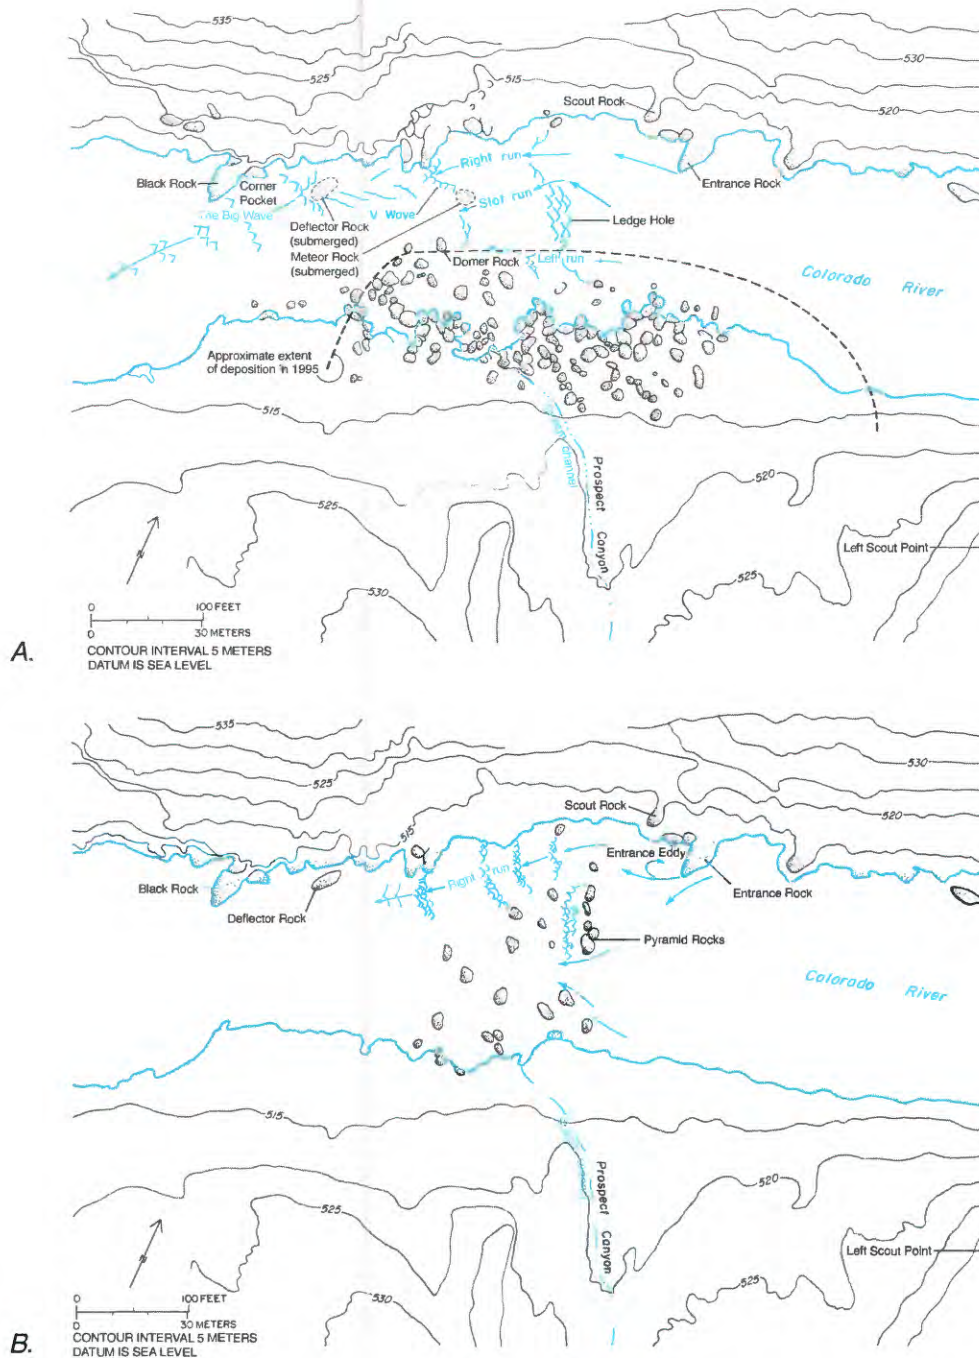 535
530
525
515
Scout Rock
520
Right run
Black Rock
Corner
Pocket
Entrance Rock
Slot run
The Big Wave
V Wave
Ledge Hole
Deflector Rock
(submerged)
Meteor Rock
(submerged)
Domer Rock
Left run
Colorado River
Approximate extent
of deposition in 1995
515
channel
Prospect Canyon
520
525
Left Scout Point
525
N
530
0 100 FEET
0 30 METERS
CONTOUR INTERVAL 5 METERS
DATUM IS SEA LEVEL
A.
535
530
525
Scout Rock
520
515
Entrance Eddy
Right run
Black Rock
Entrance Rock
Deflector Rock
Pyramid Rocks
Colorado River
515
Prospect Canyon
520
525
Left Scout Point
N
525
530
0 100 FEET
0 30 METERS
CONTOUR INTERVAL 5 METERS
DATUM IS SEA LEVEL
B.